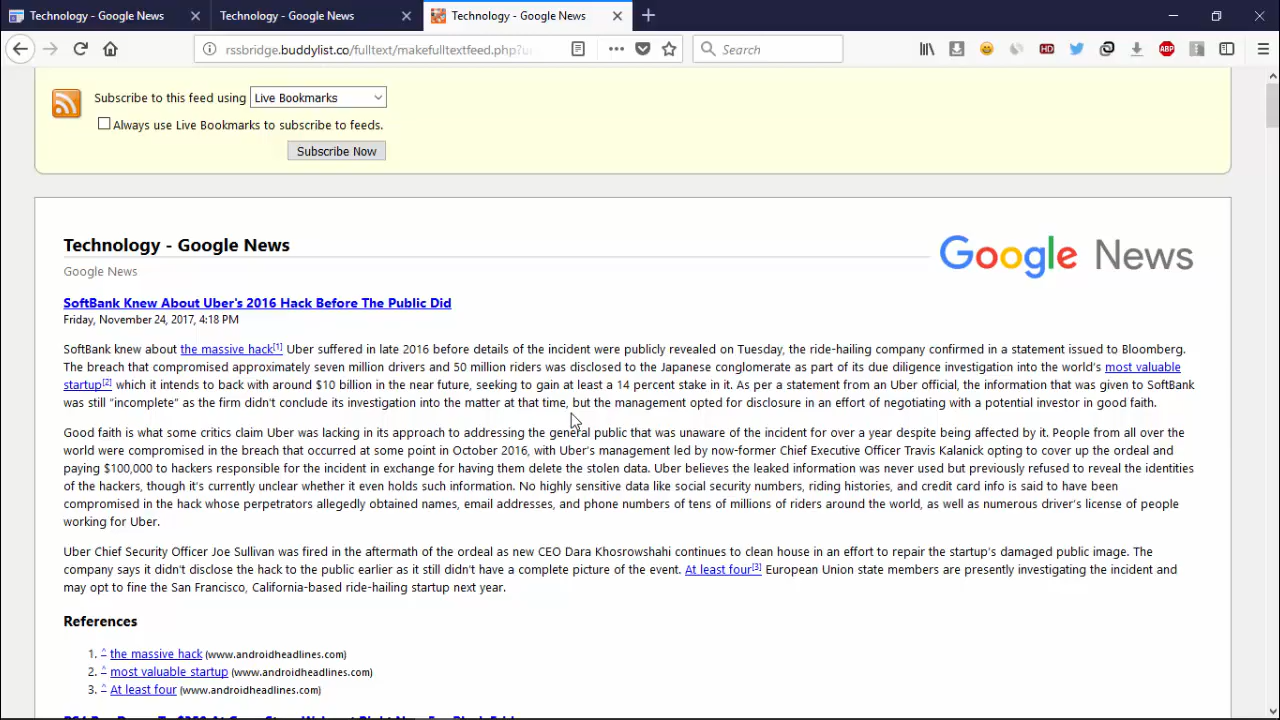 Technology - Google News
Technology - Google News
Technology - Google News
rssbridge.buddylist.co/fulltext/makefulltextfeed.php?u
Search
HD
ABP
Subscribe to this feed using Live Bookmarks
Always use Live Bookmarks to subscribe to feeds.
Subscribe Now
Technology - Google News
Google News
Google News
SoftBank Knew About Uber's 2016 Hack Before The Public Did
Friday, November 24, 2017, 4:18 PM
SoftBank knew about the massive hack[1] Uber suffered in late 2016 before details of the incident were publicly revealed on Tuesday, the ride-hailing company confirmed in a statement issued to Bloomberg.
The breach that compromised approximately seven million drivers and 50 million riders was disclosed to the Japanese conglomerate as part of its due diligence investigation into the world's most valuable
startup[2] which it intends to back with around $10 billion in the near future, seeking to gain at least a 14 percent stake in it. As per a statement from an Uber official, the information that was given to SoftBank
was still "incomplete" as the firm didn't conclude its investigation into the matter at that time, but the management opted for disclosure in an effort of negotiating with a potential investor in good faith.
Good faith is what some critics claim Uber was lacking in its approach to addressing the general public that was unaware of the incident for over a year despite being affected by it. People from all over the
world were compromised in the breach that occurred at some point in October 2016, with Uber's management led by now-former Chief Executive Officer Travis Kalanick opting to cover up the ordeal and
paying $100,000 to hackers responsible for the incident in exchange for having them delete the stolen data. Uber believes the leaked information was never used but previously refused to reveal the identities
of the hackers, though it's currently unclear whether it even holds such information. No highly sensitive data like social security numbers, riding histories, and credit card info is said to have been
compromised in the hack whose perpetrators allegedly obtained names, email addresses, and phone numbers of tens of millions of riders around the world, as well as numerous driver's license of people
working for Uber.
Uber Chief Security Officer Joe Sullivan was fired in the aftermath of the ordeal as new CEO Dara Khosrowshahi continues to clean house in an effort to repair the startup's damaged public image. The
company says it didn't disclose the hack to the public earlier as it still didn't have a complete picture of the event. At least four[3] European Union state members are presently investigating the incident and
may opt to fine the San Francisco, California-based ride-hailing startup next year.
References
1. ^ the massive hack (www.androidheadlines.com)
2. ^ most valuable startup (www.androidheadlines.com)
3. ^ At least four (www.androidheadlines.com)